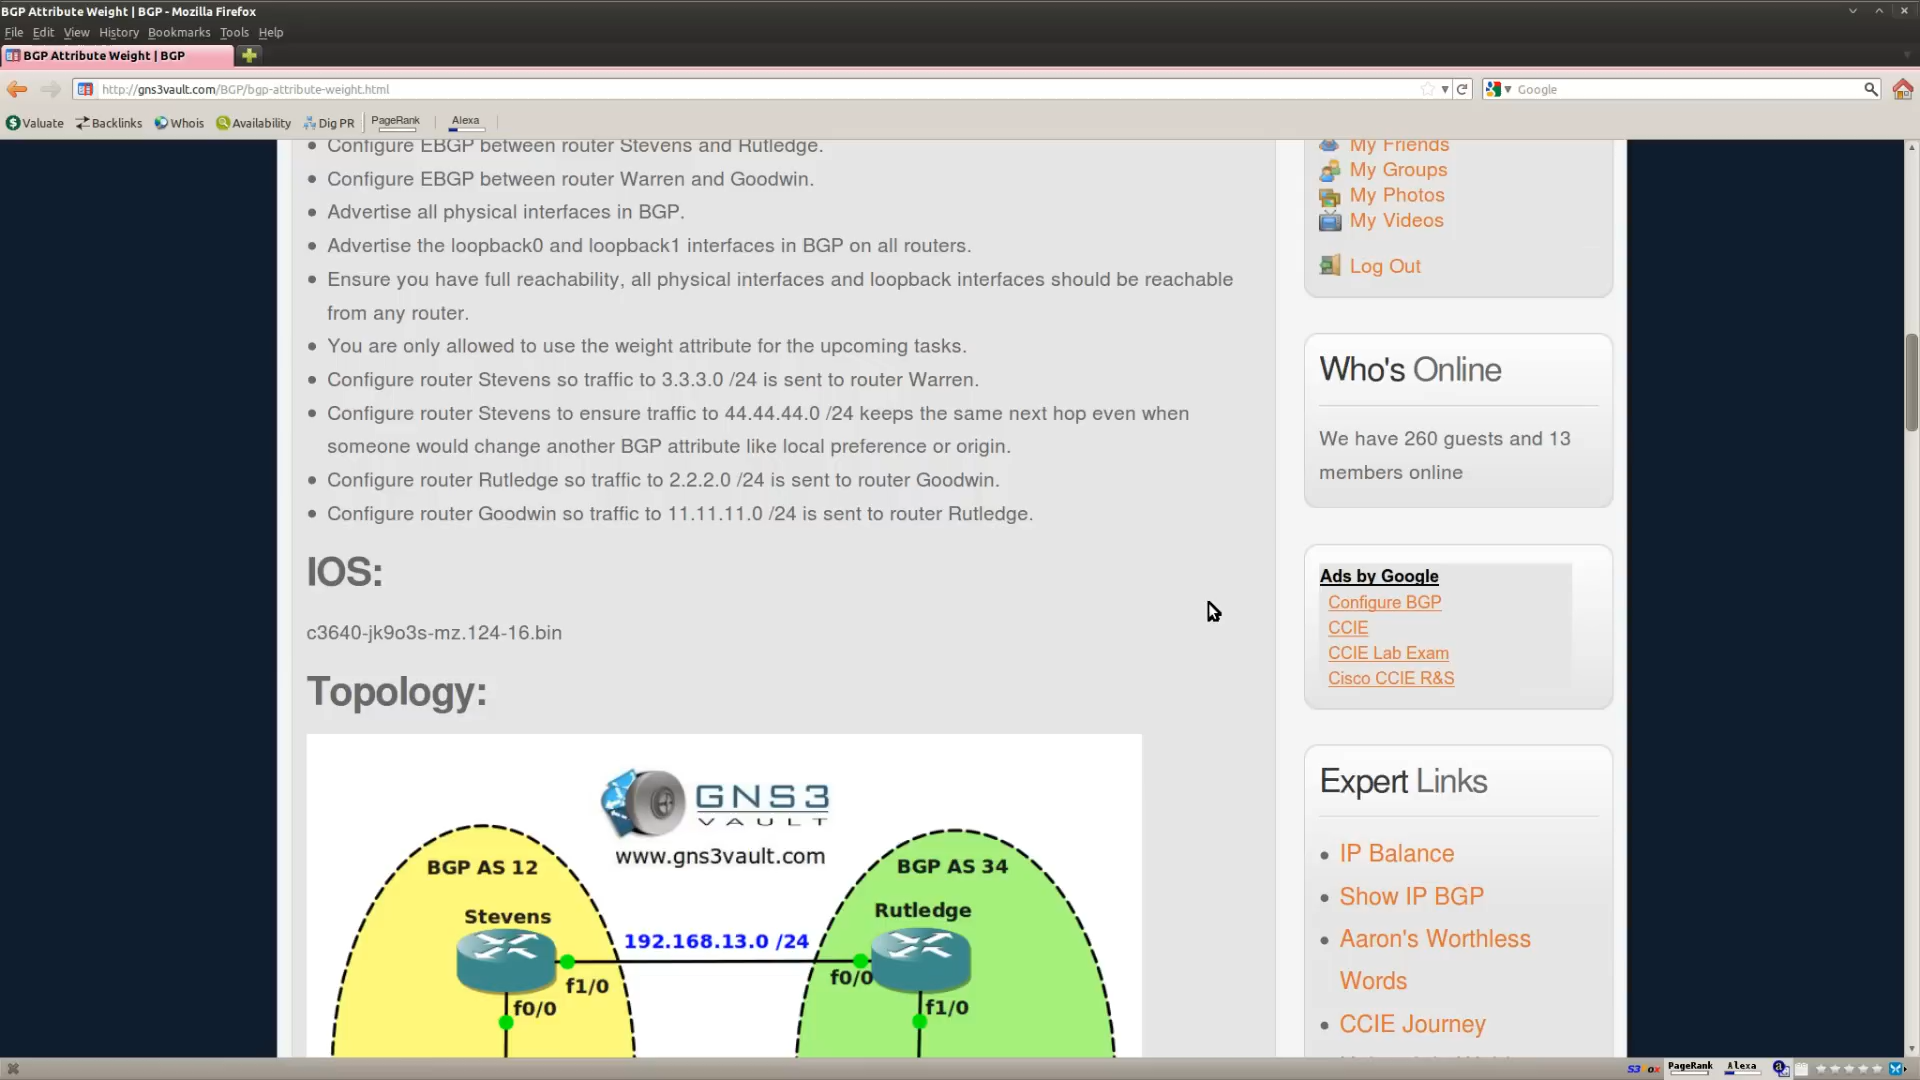 BGP Attribute Weight | BGP - Mozilla Firefox
File Edit View History Bookmarks Tools Help
BGP Attribute Weight | BGP
http://gns3vault.com/BGP/bgp-attribute-weight.html
Google
Valuate Backlinks Whois Availability Dig PR PageRank Alexa
Configure EBGP between router Stevens and Rutledge.
Configure EBGP between router Warren and Goodwin.
Advertise all physical interfaces in BGP.
Advertise the loopback0 and loopback1 interfaces in BGP on all routers.
Ensure you have full reachability, all physical interfaces and loopback interfaces should be reachable
from any router.
You are only allowed to use the weight attribute for the upcoming tasks.
Configure router Stevens so traffic to 3.3.3.0 /24 is sent to router Warren.
Configure router Stevens to ensure traffic to 44.44.44.0 /24 keeps the same next hop even when
someone would change another BGP attribute like local preference or origin.
Configure router Rutledge so traffic to 2.2.2.0 /24 is sent to router Goodwin.
Configure router Goodwin so traffic to 11.11.11.0 /24 is sent to router Rutledge.
IOS:
c3640-jk9o3s-mz.124-16.bin
Topology:
GNS3
VAULT
www.gns3vault.com
BGP AS 12
BGP AS 34
Stevens
Rutledge
192.168.13.0 /24
f1/0
f0/0
f0/0
f1/0
My Friends
My Groups
My Photos
My Videos
Log Out
Who's Online
We have 260 guests and 13
members online
Ads by Google
Configure BGP
CCIE
CCIE Lab Exam
Cisco CCIE R&S
Expert Links
IP Balance
Show IP BGP
Aaron's Worthless
Words
CCIE Journey
PageRank Alexa